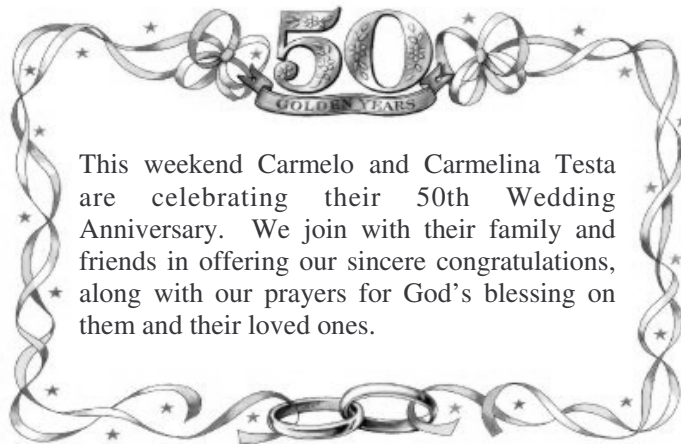 50
GOLDEN YEARS
This weekend Carmelo and Carmelina Testa
are celebrating their 50th Wedding
Anniversary. We join with their family and
friends in offering our sincere congratulations,
along with our prayers for God's blessing on
them and their loved ones.